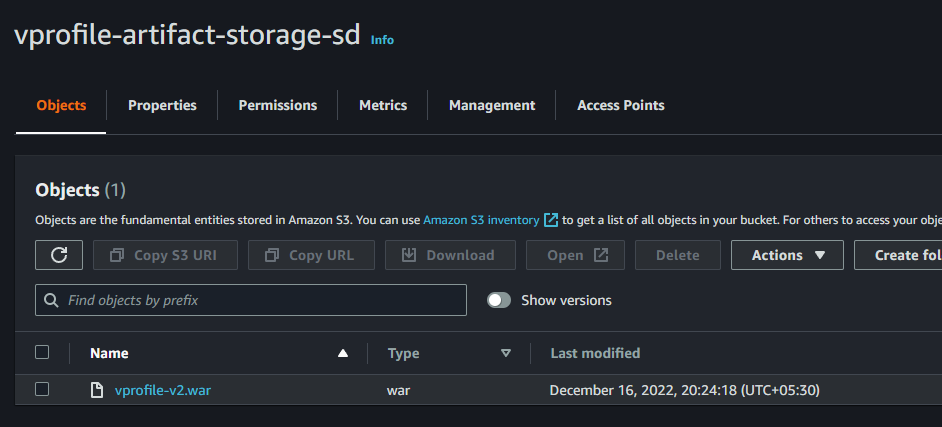 vprofile-artifact-storage-sd Info
Objects Properties Permissions Metrics Management Access Points
Objects (1)
Objects are the fundamental entities stored in Amazon S3. You can use Amazon S3 inventory to get a list of all objects in your bucket. For others to access your obje
Copy S3 URI Copy URL Download Open Delete Actions Create fol
Find objects by prefix Show versions
Name Type Last modified
vprofile-v2.war war December 16, 2022, 20:24:18 (UTC+05:30)